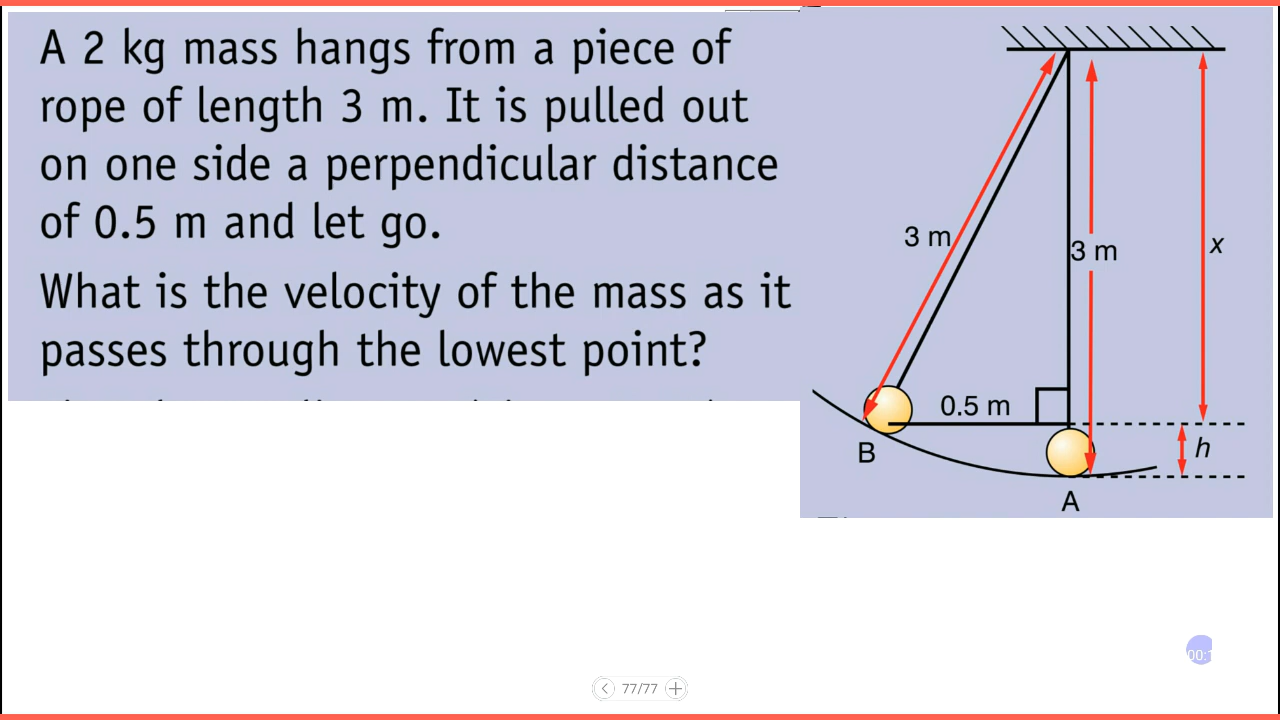 A 2 kg mass hangs from a piece of
rope of length 3 m. It is pulled out
on one side a perpendicular distance
of 0.5 m and let go.
What is the velocity of the mass as it
passes through the lowest point?
3 m
3 m
x
0.5 m
B
h
A
77/77